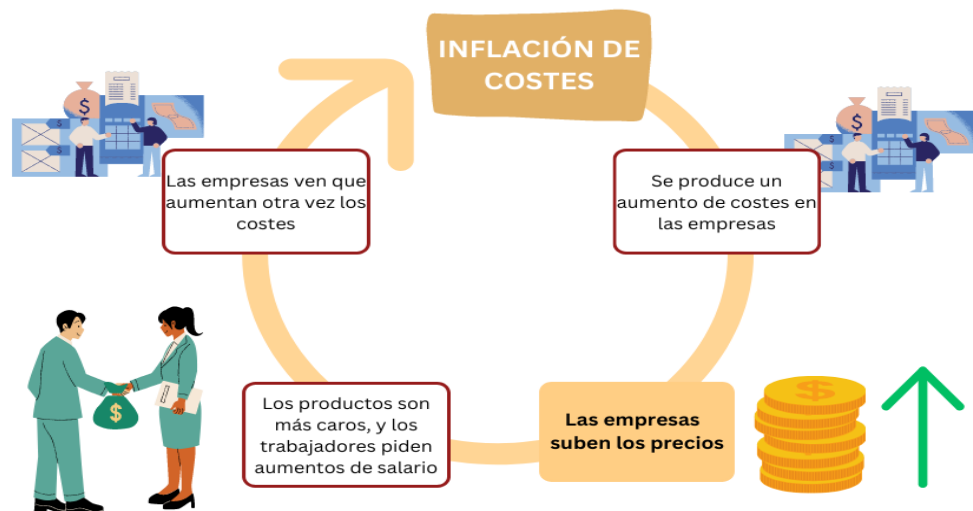 INFLACIÓN DE
COSTES
Se produce un
aumento de costes en
las empresas
Las empresas
suben los precios
Los productos son
más caros, y los
trabajadores piden
aumentos de salario
Las empresas ven que
aumentan otra vez los
costes